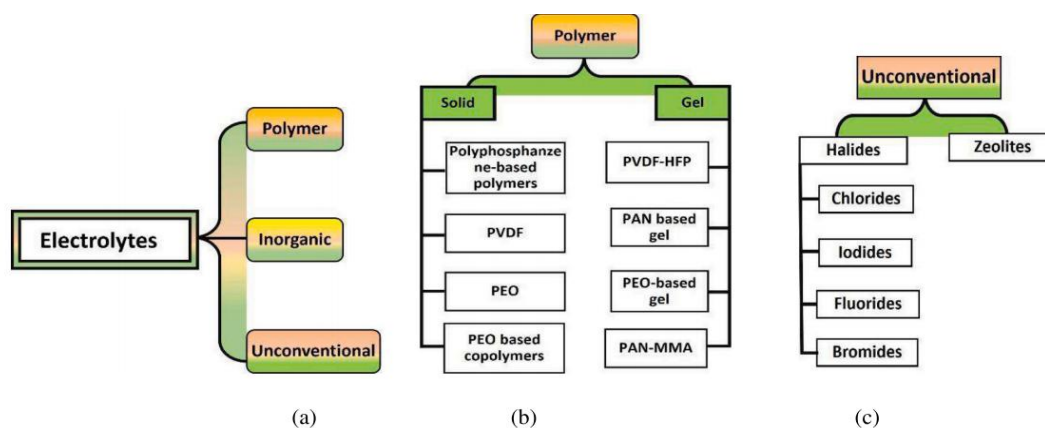 Electrolytes
Polymer
Inorganic
Unconventional
(a)
Polymer
Solid
Polyphosphanze
ne-based
polymers
PVDF
PEO
PEO based
copolymers
Gel
PVDF-HFP
PAN based
gel
PEO-based
gel
PAN-MMA
(b)
Unconventional
Halides
Chlorides
Iodides
Fluorides
Bromides
Zeolites
(c)